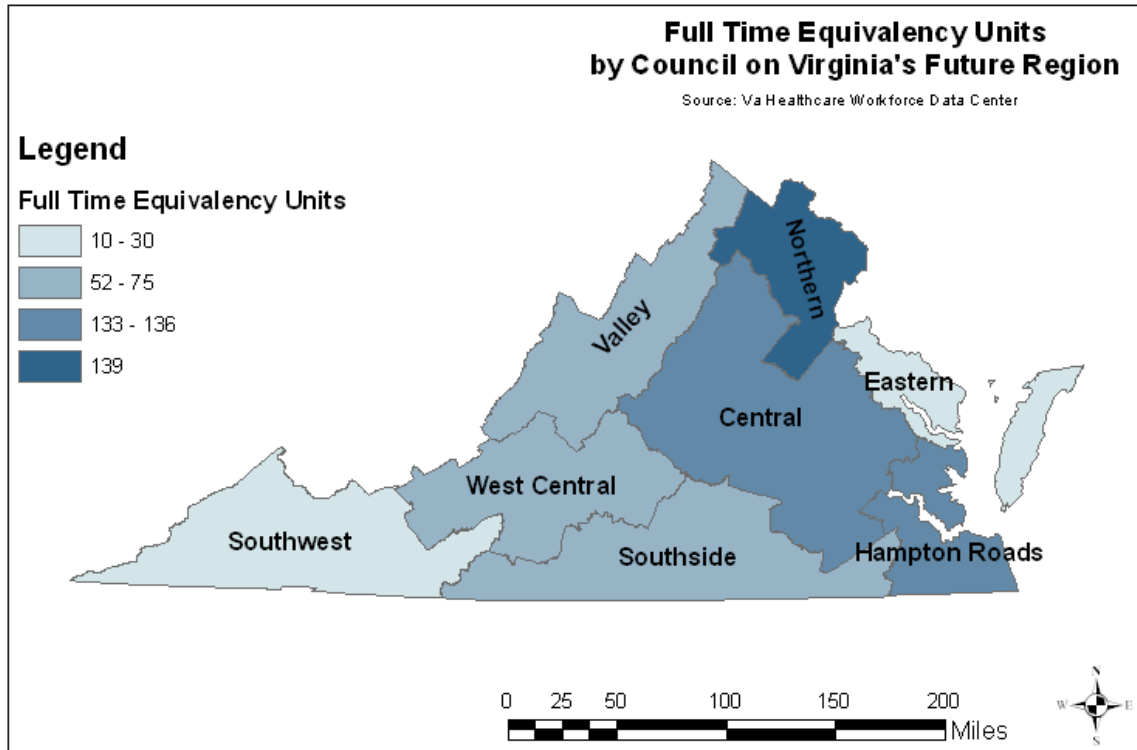 Full Time Equivalency Units
by Council on Virginia's Future Region
Source: Va Healthcare Workforce Data Center
Legend
Full Time Equivalency Units
10 - 30
52 - 75
133 - 136
139
Northern
Valley
Eastern
Central
West Central
Southwest
Southside
Hampton Roads
0 25 50 100 150 200
Miles
N
W E
S